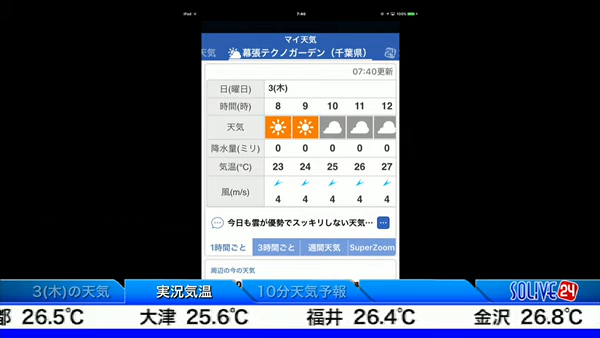 iPod
7:46
100%
マイ天気
天気
幕張テクノガーデン（千葉県）
07:40更新
日(曜日) 3(木)
時間(時) 8 9 10 11 12
天気
降水量(ミリ) 0 0 0 0 0
気温(℃) 23 24 25 26 27
風(m/s) 4 4 4 4 4
今日も雲が優勢でスッキリしない天気…
1時間ごと 3時間ごと 週間天気 SuperZoom
周辺の今の天気
3(木)の天気 実況気温 10分天気予報 SOLiVE24
都 26.5℃ 大津 25.6℃ 福井 26.4℃ 金沢 26.8℃